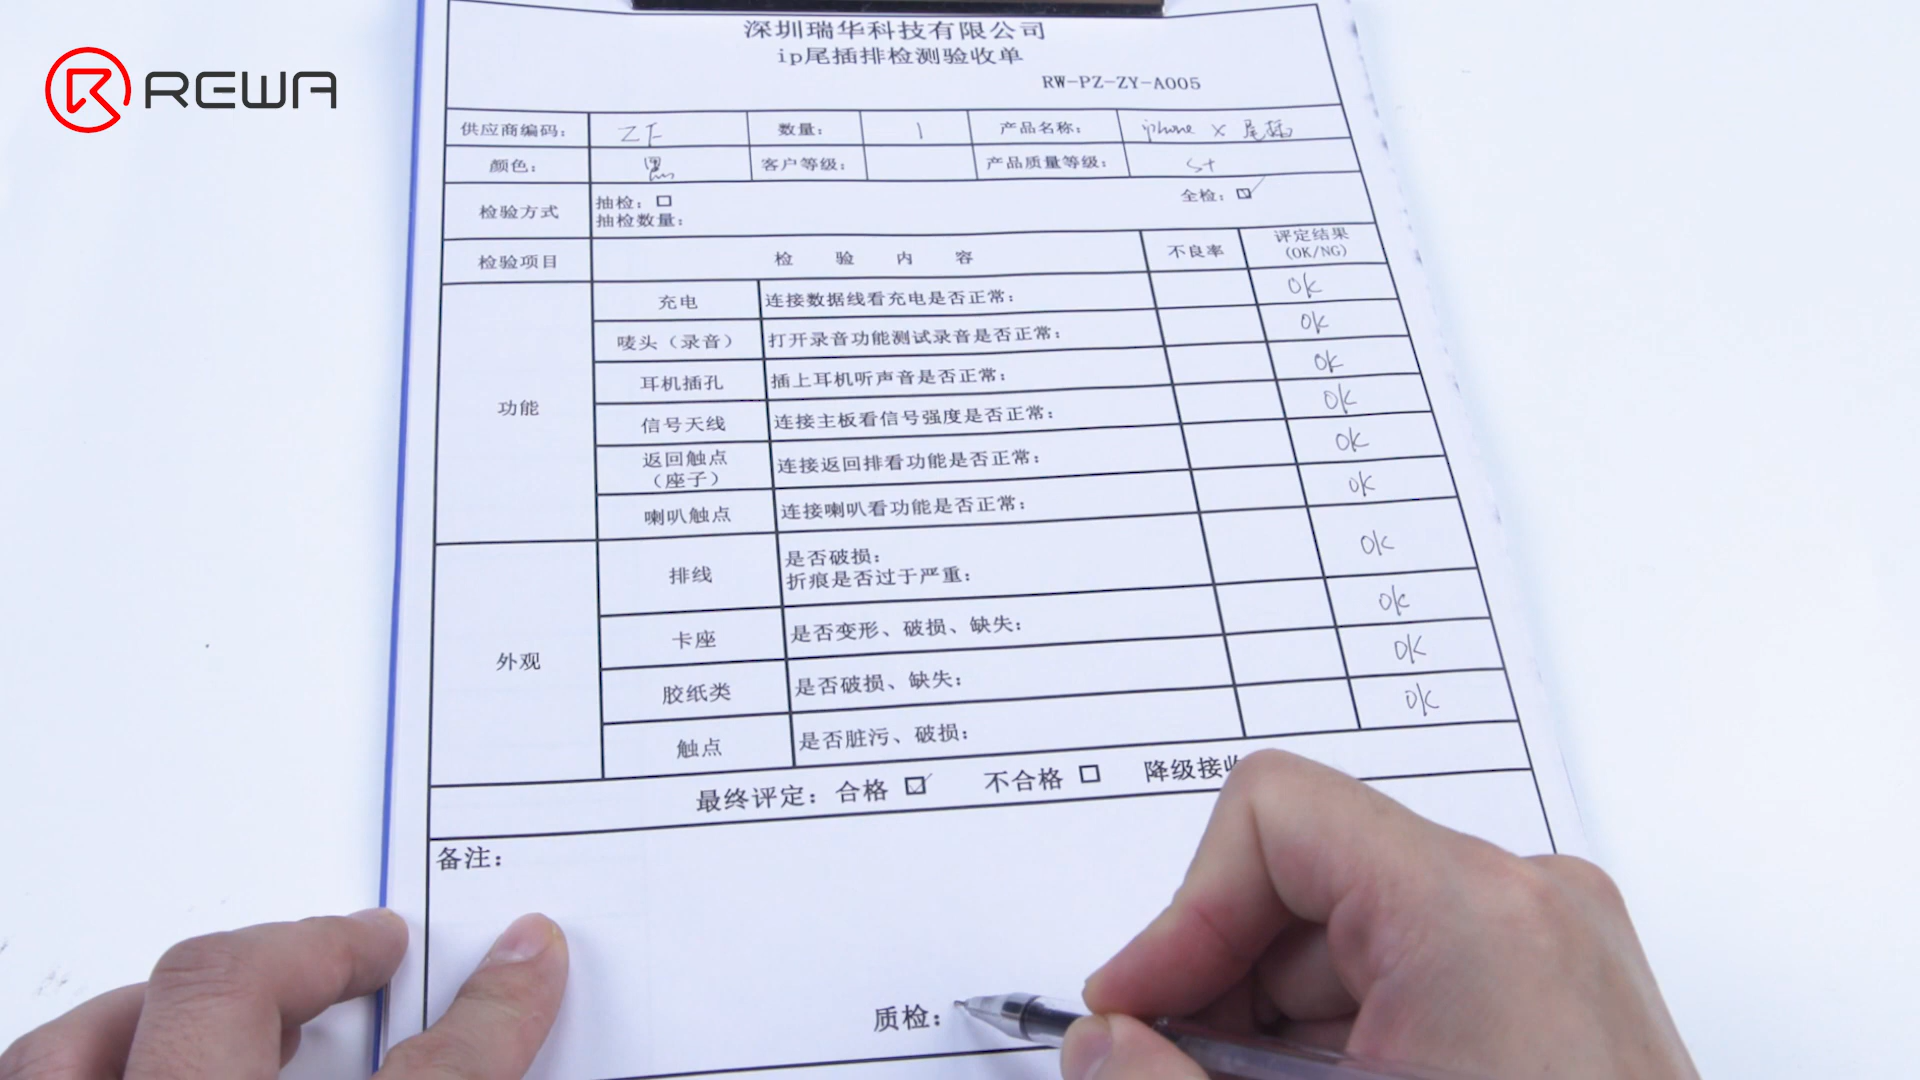 REWA
深圳瑞华科技有限公司
ip尾插排检测验收单
RW-PZ-ZY-A005
供应商编码: ZF 数量: 1 产品名称: iphone X 尾插
颜色: 黑 客户等级: 产品质量等级: S+
检验方式 抽检: 全检:
抽检数量:
检验项目 检 验 内 容 不良率 评定结果
(OK/NG)
功能
充电 连接数据线看充电是否正常: OK
唛头（录音） 打开录音功能测试录音是否正常: OK
耳机插孔 插上耳机听声音是否正常: OK
信号天线 连接主板看信号强度是否正常: OK
返回触点
（座子） 连接返回排看功能是否正常: OK
喇叭触点 连接喇叭看功能是否正常: OK
外观
排线 是否破损:
折痕是否过于严重: OK
卡座 是否变形、破损、缺失: OK
胶纸类 是否破损、缺失: OK
触点 是否脏污、破损: OK
最终评定: 合格 不合格 降级接收
备注:
质检: